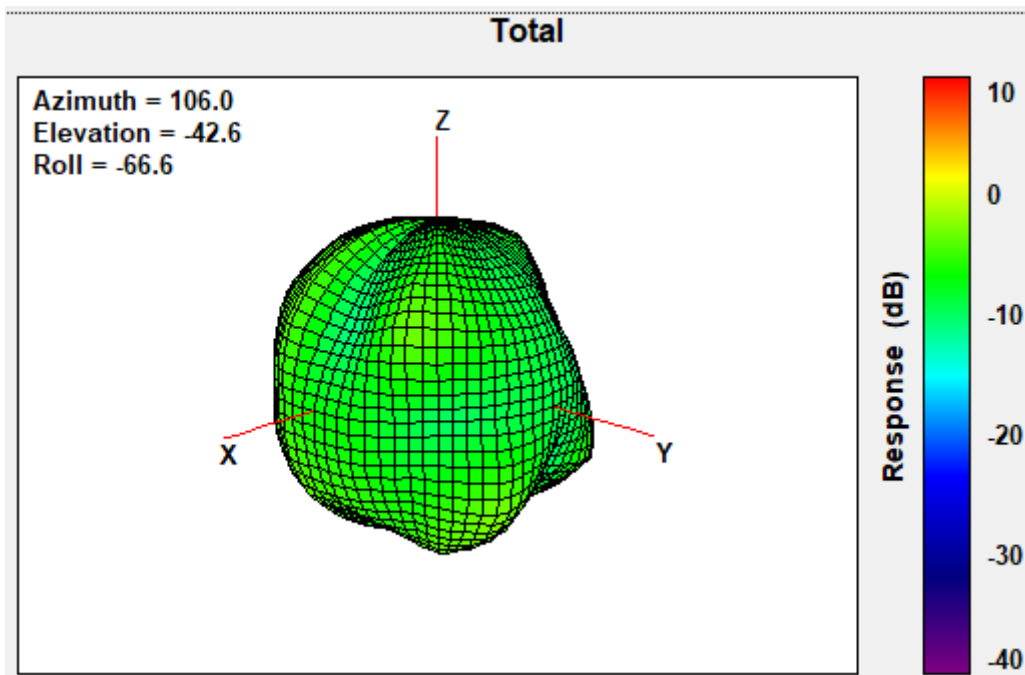 Total
Azimuth = 106.0
Elevation = -42.6
Roll = -66.6
Z
X
Y
Response (dB)
10
0
-10
-20
-30
-40